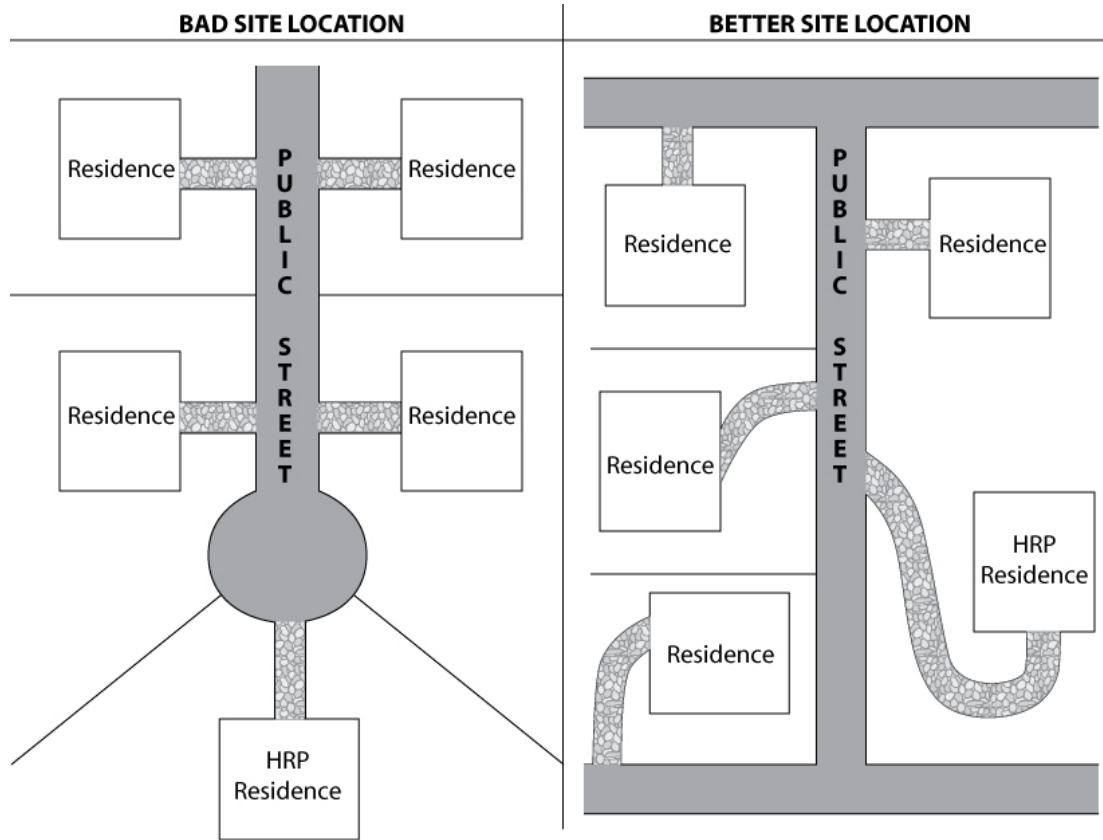 BAD SITE LOCATION
Residence
Residence
PUBLIC STREET
Residence
Residence
HRP
Residence
BETTER SITE LOCATION
Residence
Residence
PUBLIC STREET
Residence
HRP
Residence
Residence